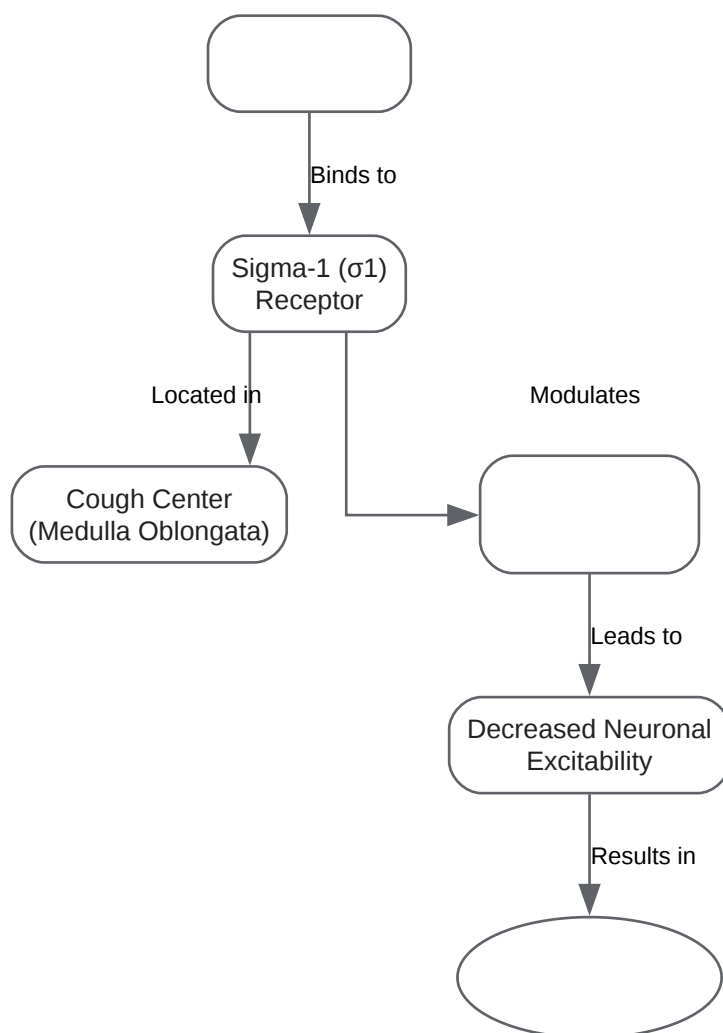 Binds to
Sigma-1 (σ1)
Receptor
Located in
Modulates
Cough Center
(Medulla Oblongata)
Leads to
Decreased Neuronal
Excitability
Results in